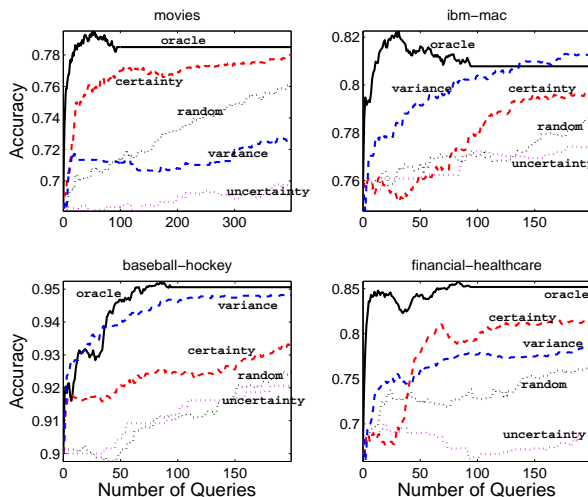 movies
0.78
0.76
0.74
0.72
0.7
Accuracy
oracle
certainty
random
variance
uncertainty
100
200
300
ibm-mac
0.82
0.8
0.78
0.76
oracle
variance
certainty
random
uncertainty
0
50
100
150
baseball-hockey
0.95
0.94
0.93
0.92
0.91
0.9
Accuracy
oracle
variance
certainty
random
uncertainty
0
50
100
150
Number of Queries
financial-healthcare
0.85
0.8
0.75
0.7
oracle
certainty
variance
random
uncertainty
0
50
100
150
Number of Queries